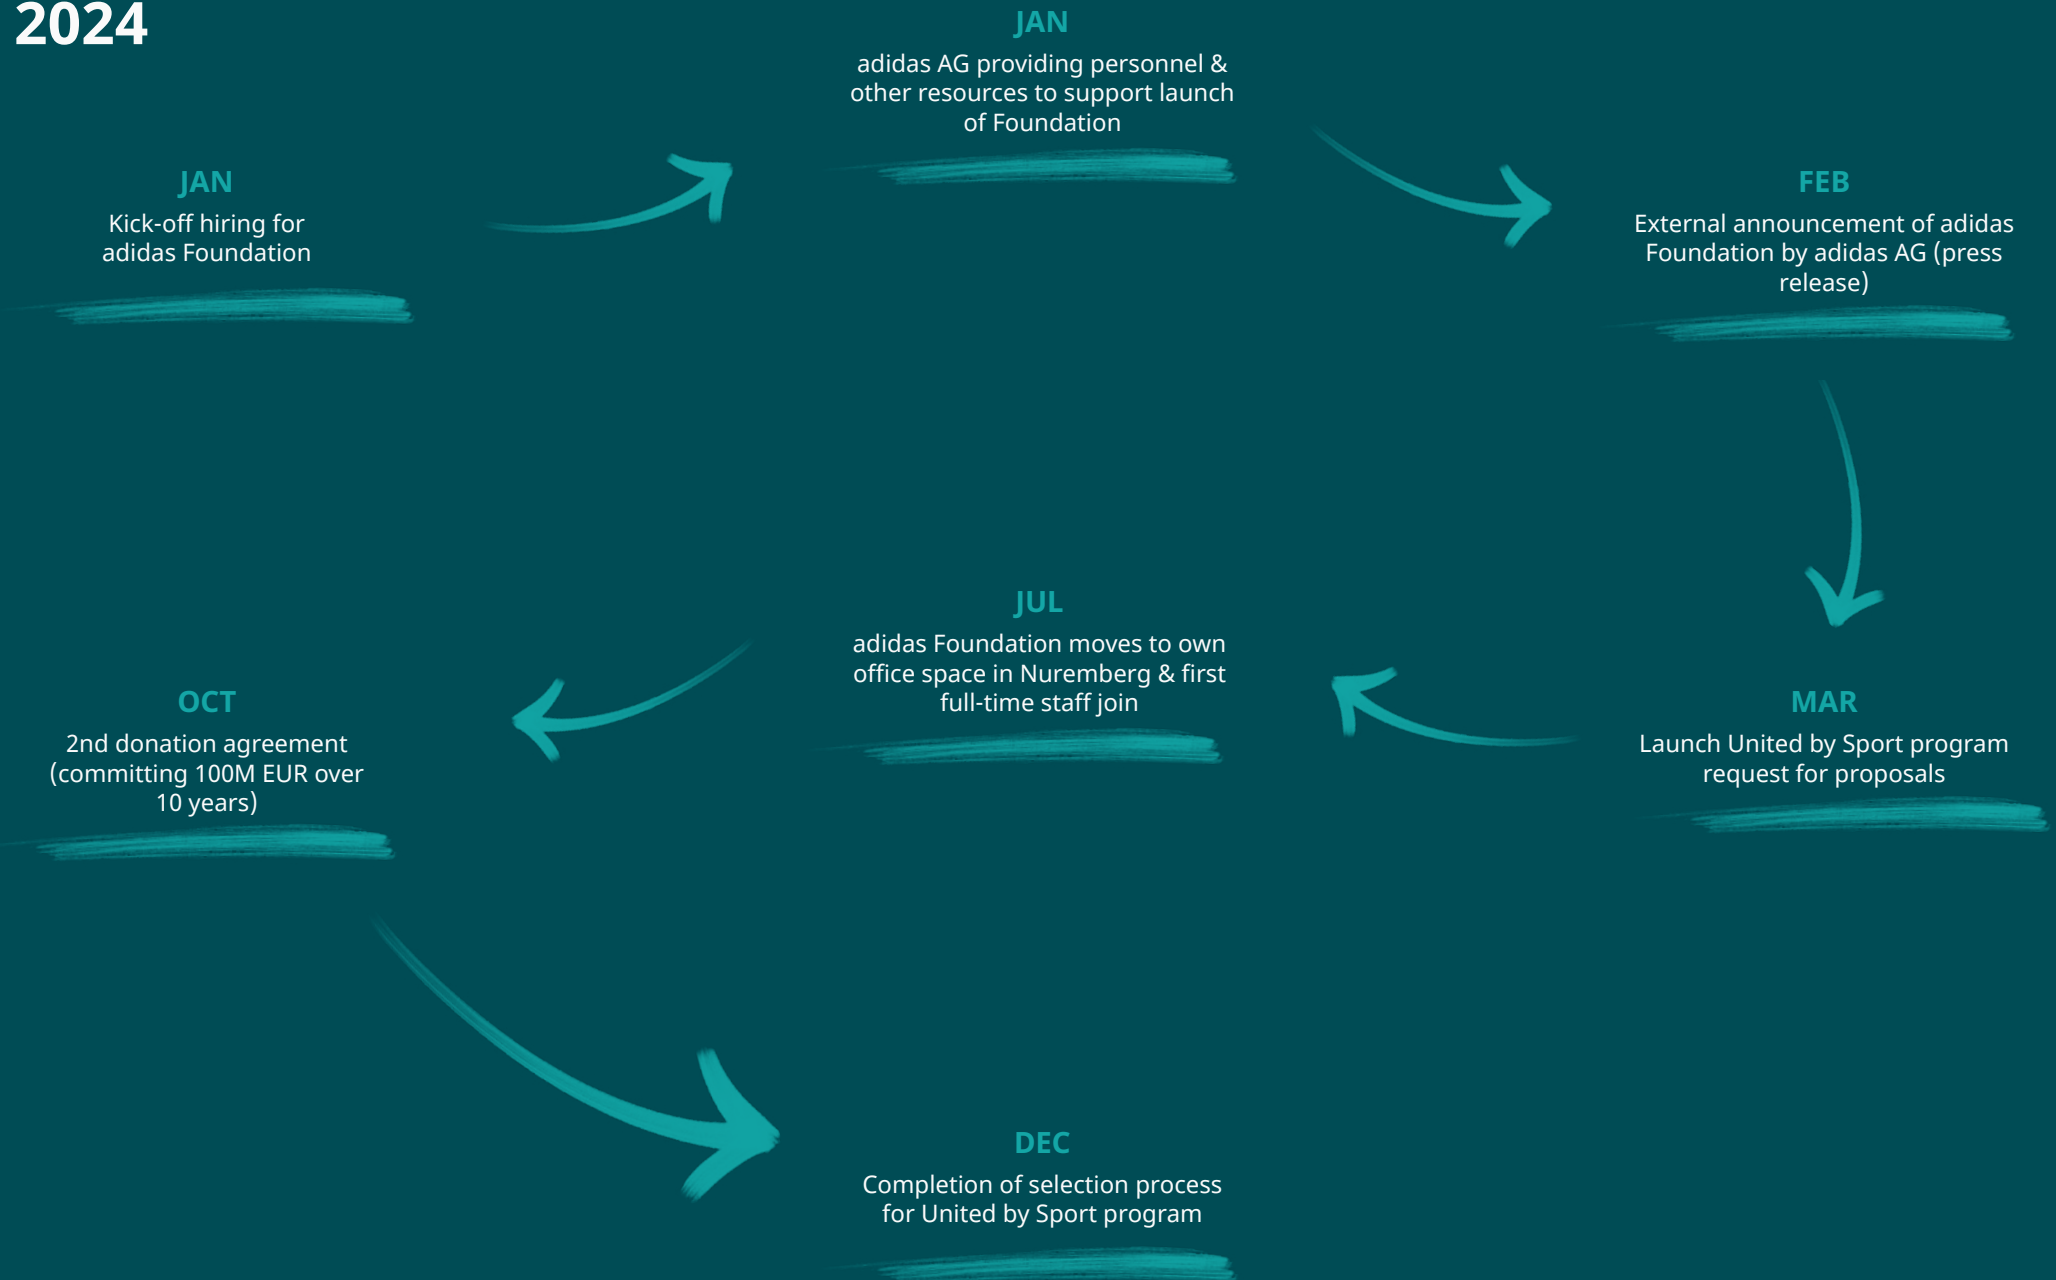 2024
JAN
Kick-off hiring for
adidas Foundation
JAN
adidas AG providing personnel &
other resources to support launch
of Foundation
FEB
External announcement of adidas
Foundation by adidas AG (press
release)
MAR
Launch United by Sport program
request for proposals
JUL
adidas Foundation moves to own
office space in Nuremberg & first
full-time staff join
OCT
2nd donation agreement
(committing 100M EUR over
10 years)
DEC
Completion of selection process
for United by Sport program